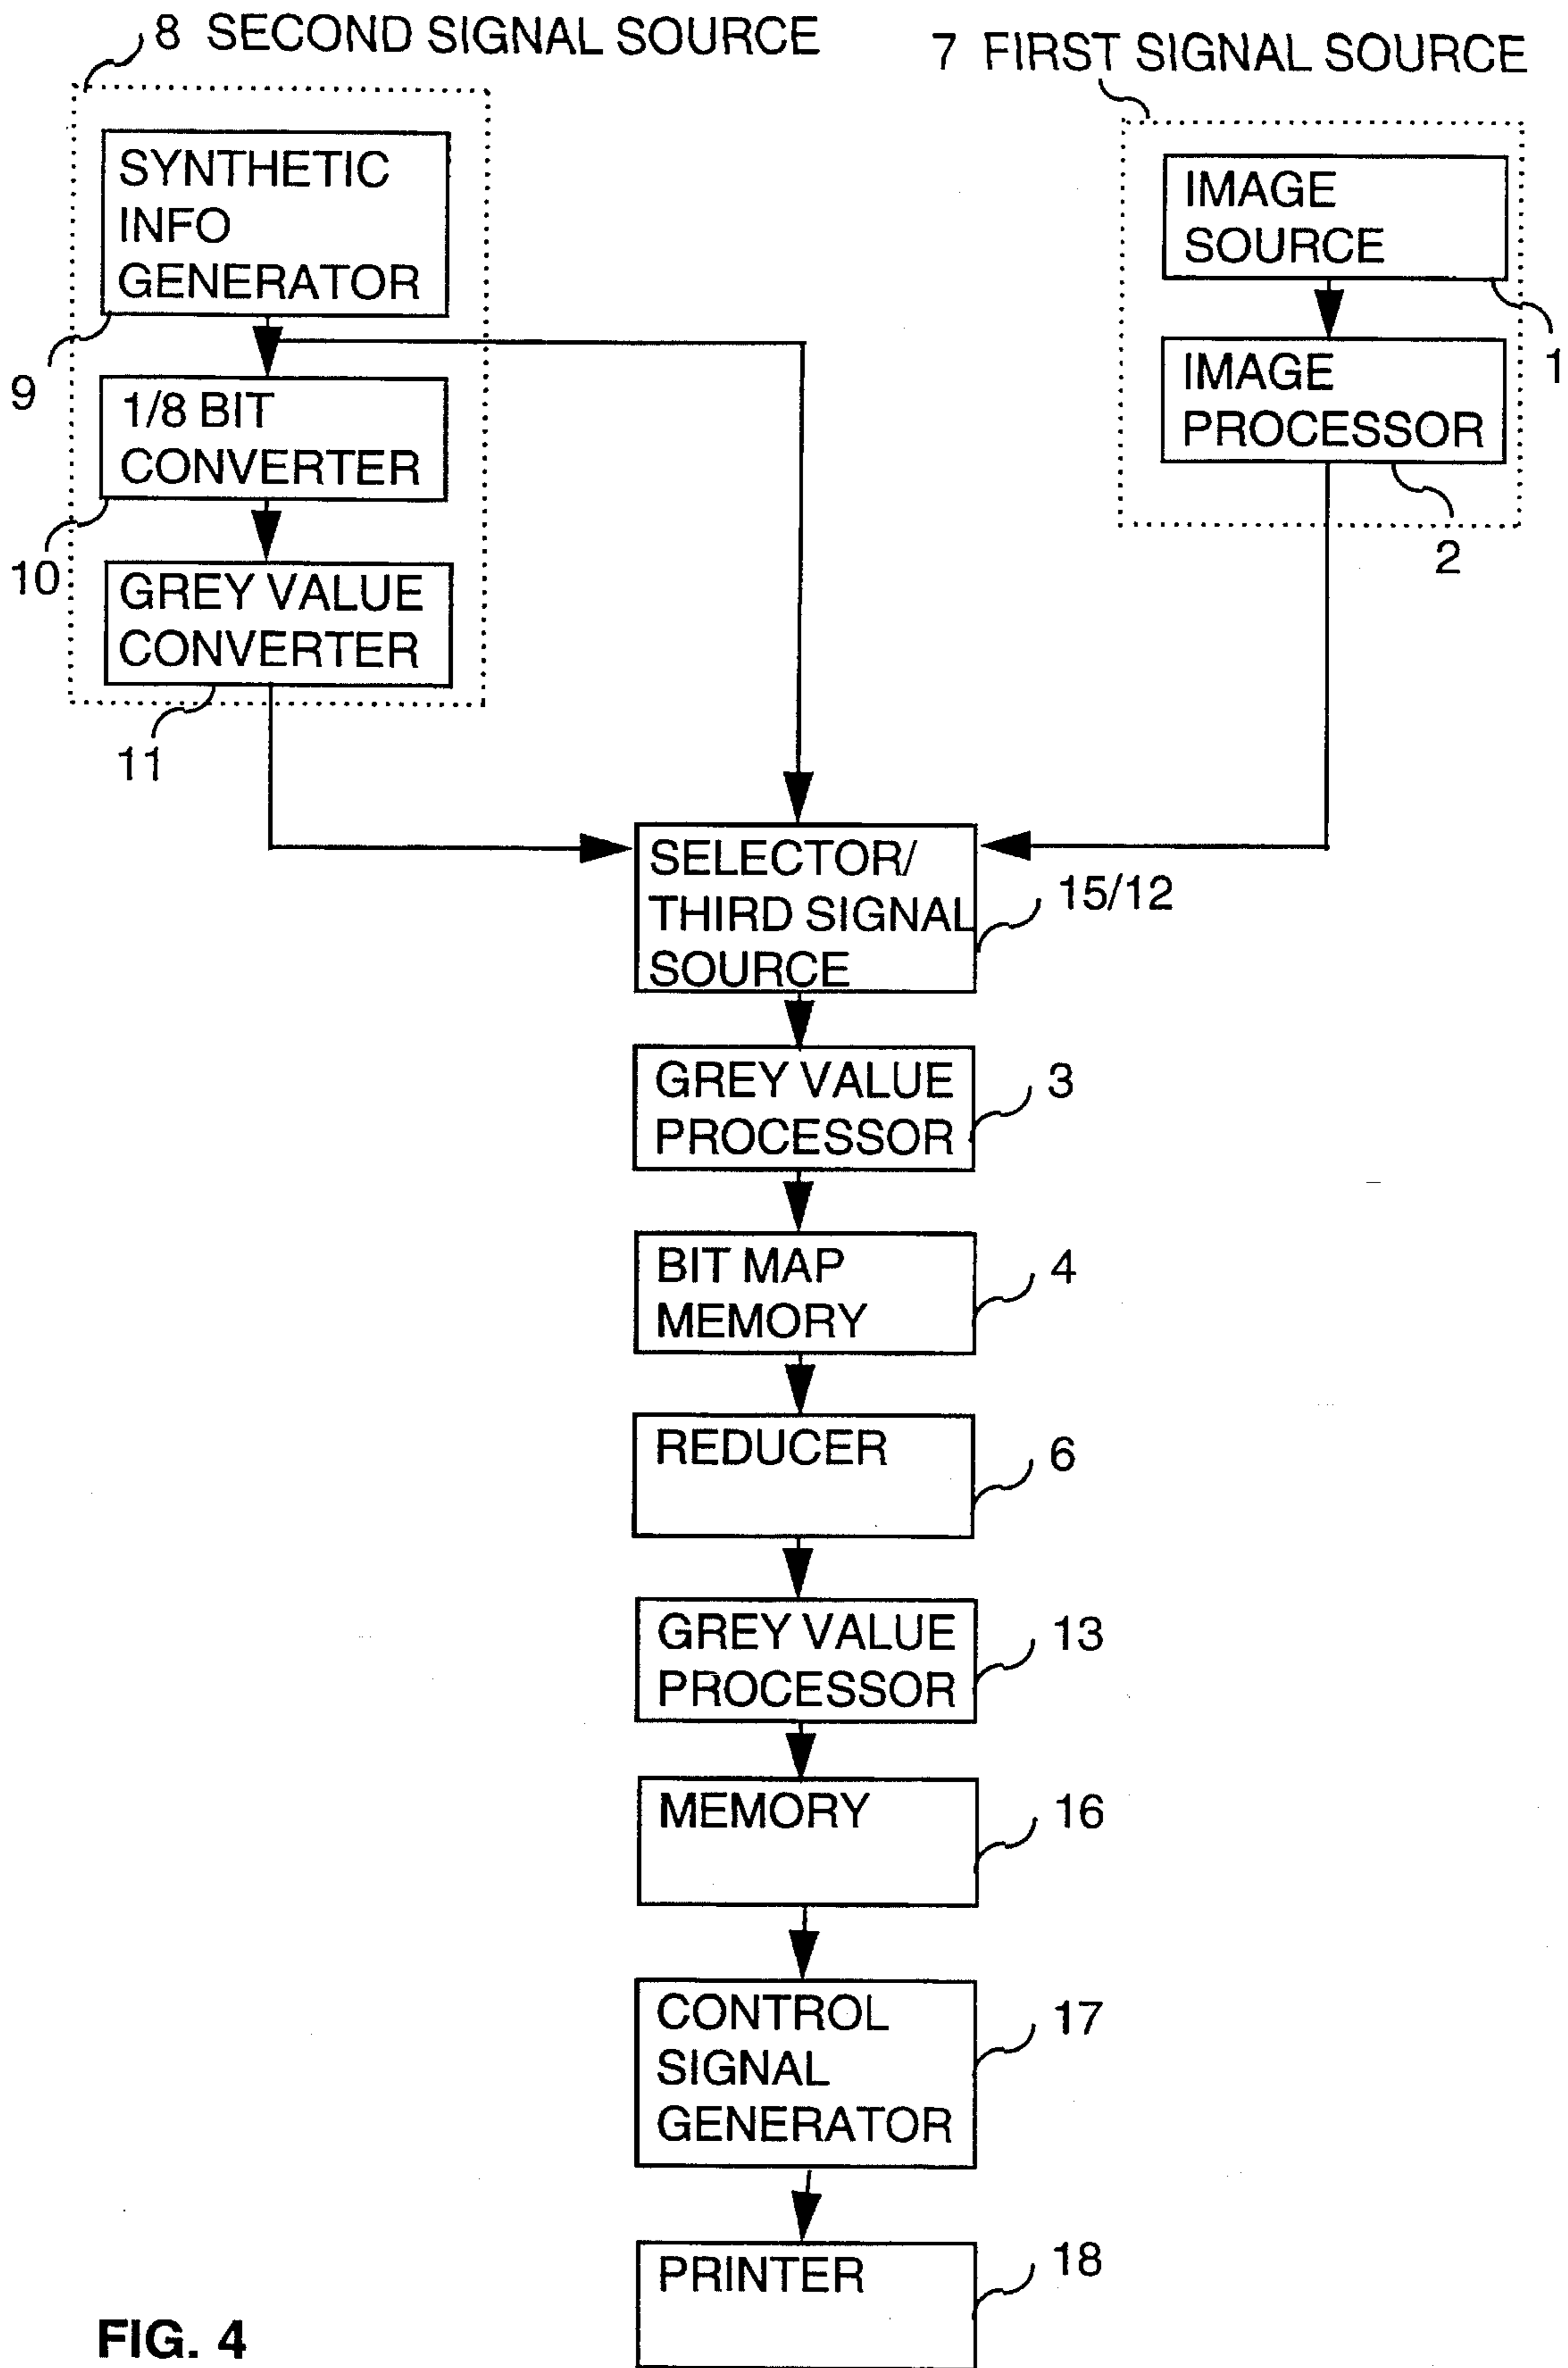 8 SECOND SIGNAL SOURCE
7 FIRST SIGNAL SOURCE
SYNTHETIC
INFO
GENERATOR
9
1/8 BIT
CONVERTER
10
GREY VALUE
CONVERTER
11
IMAGE
SOURCE
1
IMAGE
PROCESSOR
2
SELECTOR/
THIRD SIGNAL
SOURCE
15/12
GREY VALUE
PROCESSOR
3
BIT MAP
MEMORY
4
REDUCER
6
GREY VALUE
PROCESSOR
13
MEMORY
16
CONTROL
SIGNAL
GENERATOR
17
PRINTER
18
FIG. 4